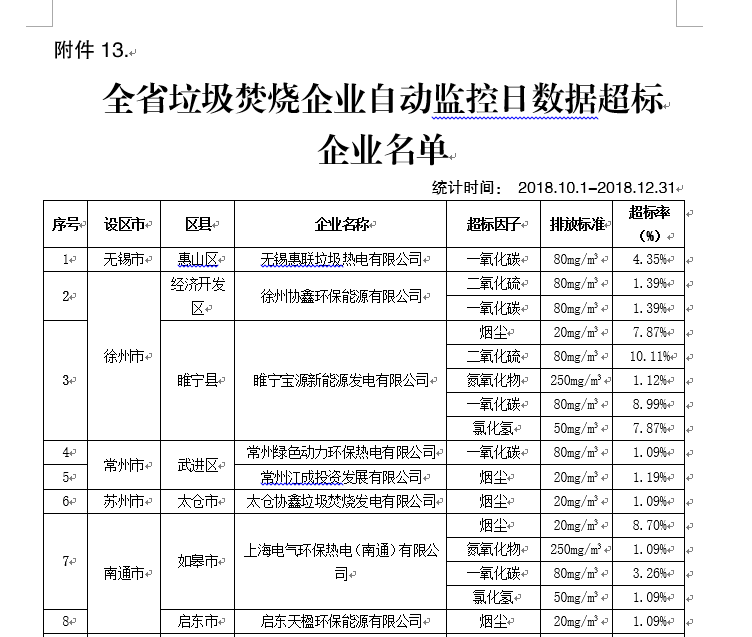 附件 13.
全省垃圾焚烧企业自动监控日数据超标
企业名单
统计时间： 2018.10.1-2018.12.31
序号 设区市 区县 企业名称 超标因子 排放标准 超标率（%）
1 无锡市 惠山区 无锡惠联垃圾热电有限公司 一氧化碳 80mg/m³ 4.35%
2 徐州市 经济开发区 徐州协鑫环保能源有限公司 二氧化硫 80mg/m³ 1.39%
一氧化碳 80mg/m³ 1.39%
3 睢宁县 睢宁宝源新能源发电有限公司 烟尘 20mg/m³ 7.87%
二氧化硫 80mg/m³ 10.11%
氮氧化物 250mg/m³ 1.12%
一氧化碳 80mg/m³ 8.99%
氯化氢 50mg/m³ 7.87%
4 常州市 武进区 常州绿色动力环保热电有限公司 一氧化碳 80mg/m³ 1.09%
5 常州江成投资发展有限公司 烟尘 20mg/m³ 1.19%
6 苏州市 太仓市 太仓协鑫垃圾焚烧发电有限公司 烟尘 20mg/m³ 1.09%
7 南通市 如皋市 上海电气环保热电（南通）有限公司 烟尘 20mg/m³ 8.70%
氮氧化物 250mg/m³ 1.09%
一氧化碳 80mg/m³ 3.26%
氯化氢 50mg/m³ 1.09%
8 启东市 启东天楹环保能源有限公司 烟尘 20mg/m³ 1.09%